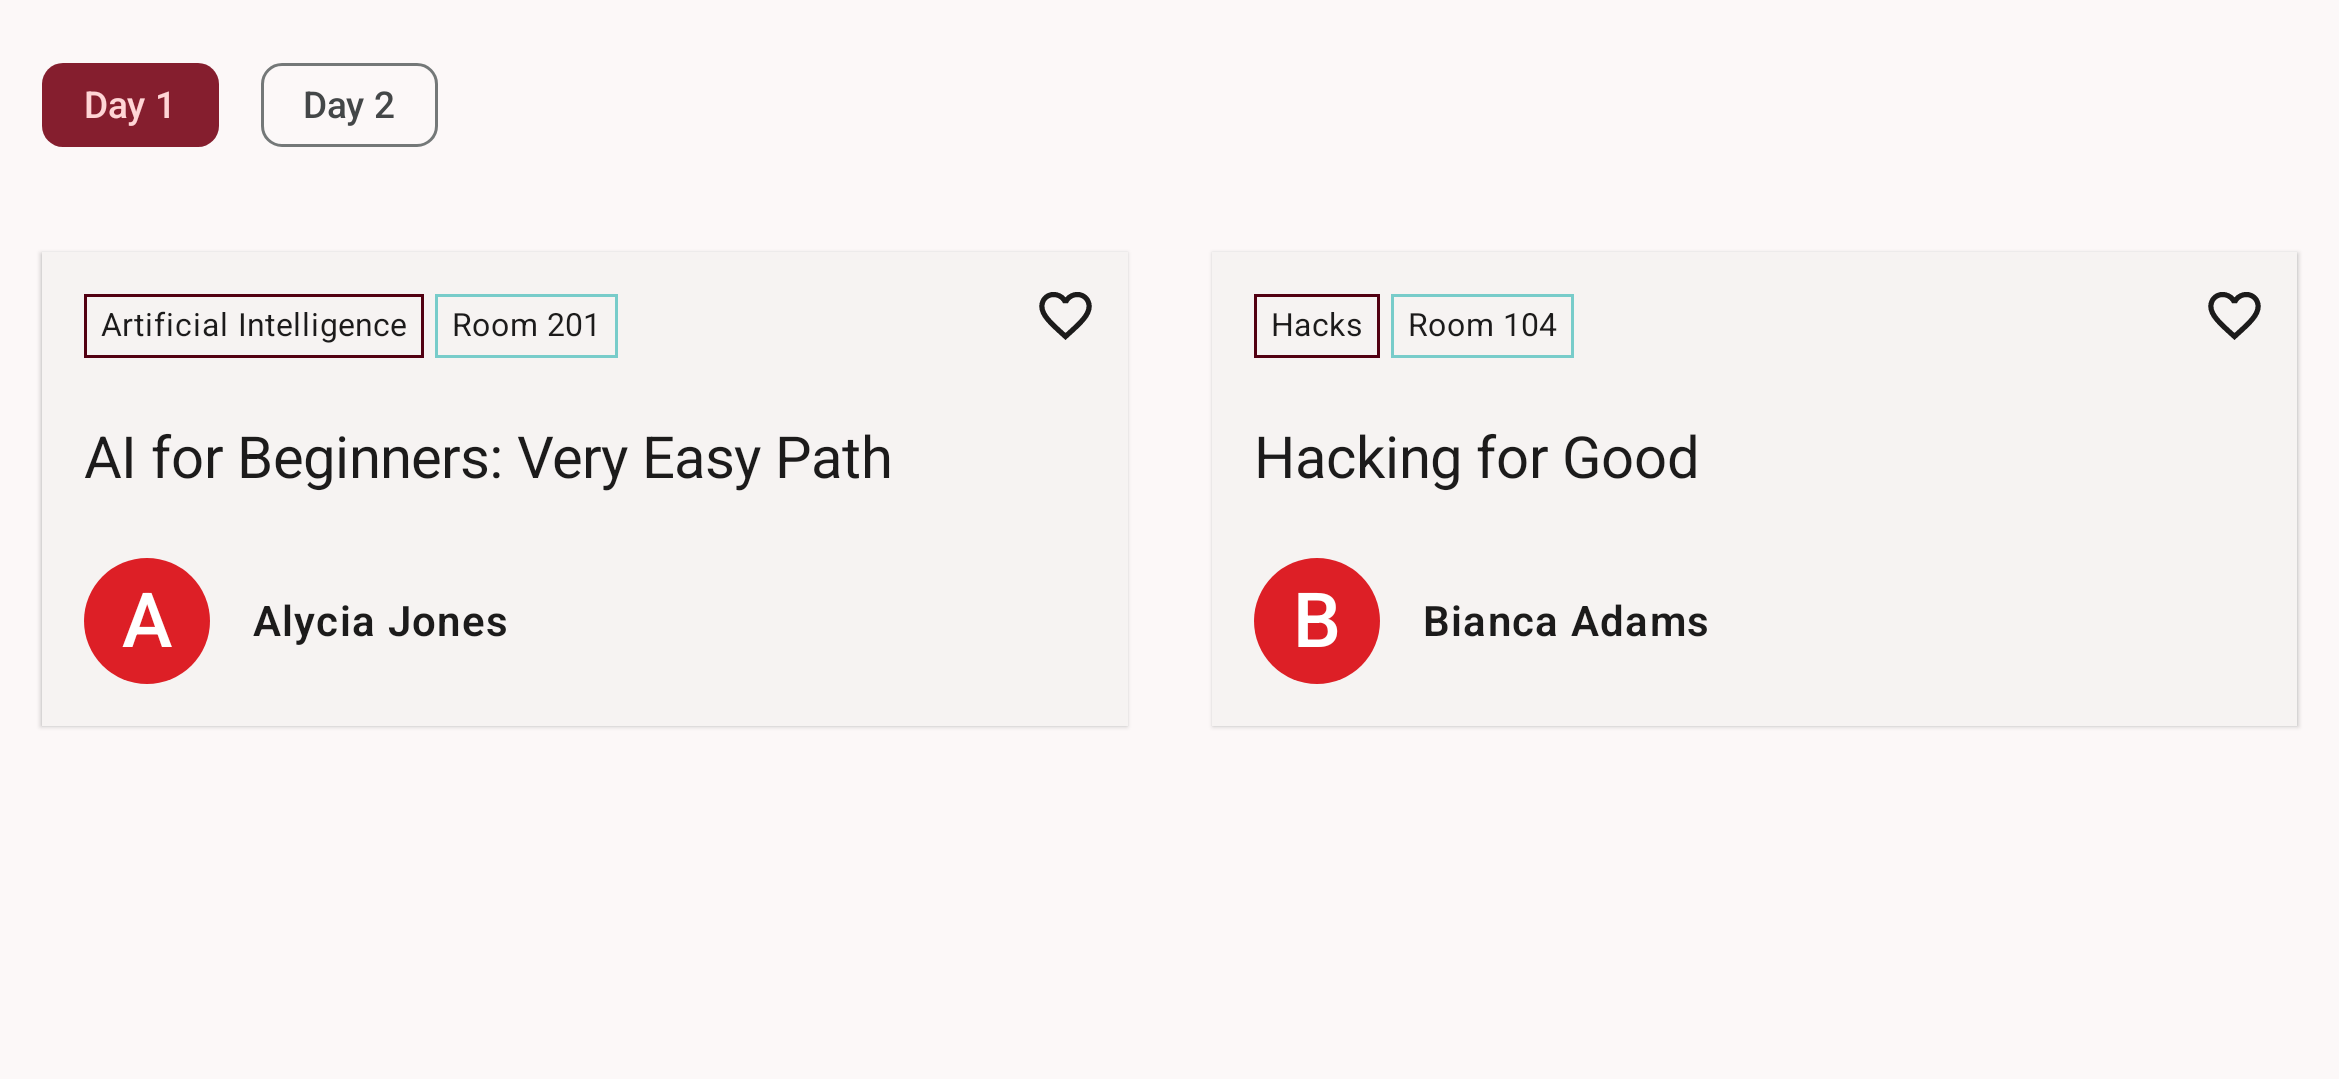 Day 1
Day 2
Artificial Intelligence
Room 201
AI for Beginners: Very Easy Path
A
Alycia Jones
Hacks
Room 104
Hacking for Good
B
Bianca Adams